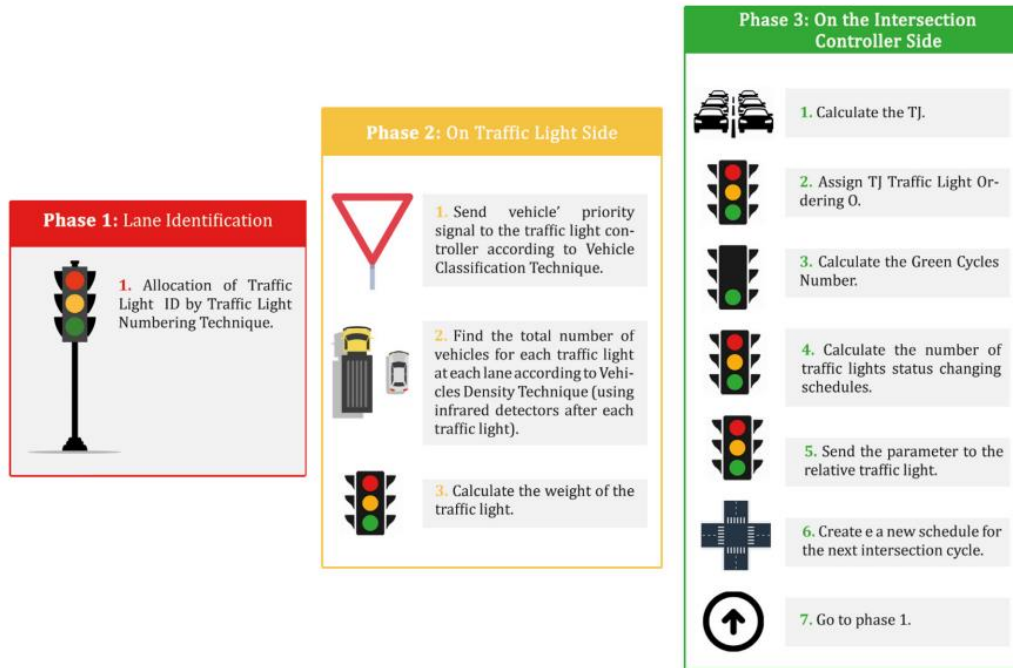 Phase 1: Lane Identification
1. Allocation of Traffic
Light ID by Traffic Light
Numbering Technique.
Phase 2: On Traffic Light Side
1. Send vehicle’ priority
signal to the traffic light con-
troller according to Vehicle
Classification Technique.
2. Find the total number of
vehicles for each traffic light
at each lane according to Vehi-
cles Density Technique (using
infrared detectors after each
traffic light).
3. Calculate the weight of the
traffic light.
Phase 3: On the Intersection
Controller Side
1. Calculate the TJ.
2. Assign TJ Traffic Light Or-
dering O.
3. Calculate the Green Cycles
Number.
4. Calculate the number of
traffic lights status changing
schedules.
5. Send the parameter to the
relative traffic light.
6. Create e a new schedule for
the next intersection cycle.
7. Go to phase 1.